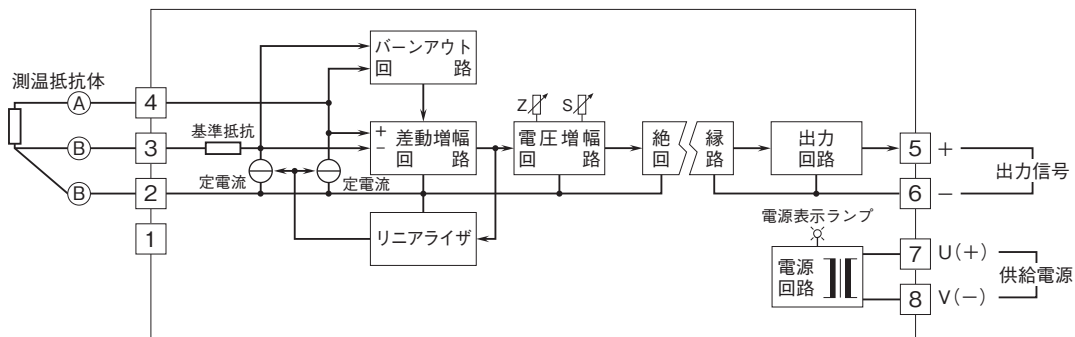 バーンアウト
回 路
測温抵抗体
A
4
基準抵抗
B
3
+
-
差動増幅
回 路
Z
S
電圧増幅
回 路
絶 縁
回 路
出力
回路
5
+
出力信号
6
−
定電流
定電流
B
2
1
リニアライザ
電源表示ランプ
電源
回路
7
U(+)
供給電源
8
V(−)